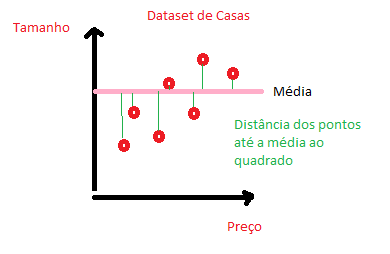 Dataset de Casas
Tamanho
Média
Distância dos pontos
até a média ao
quadrado
Preço